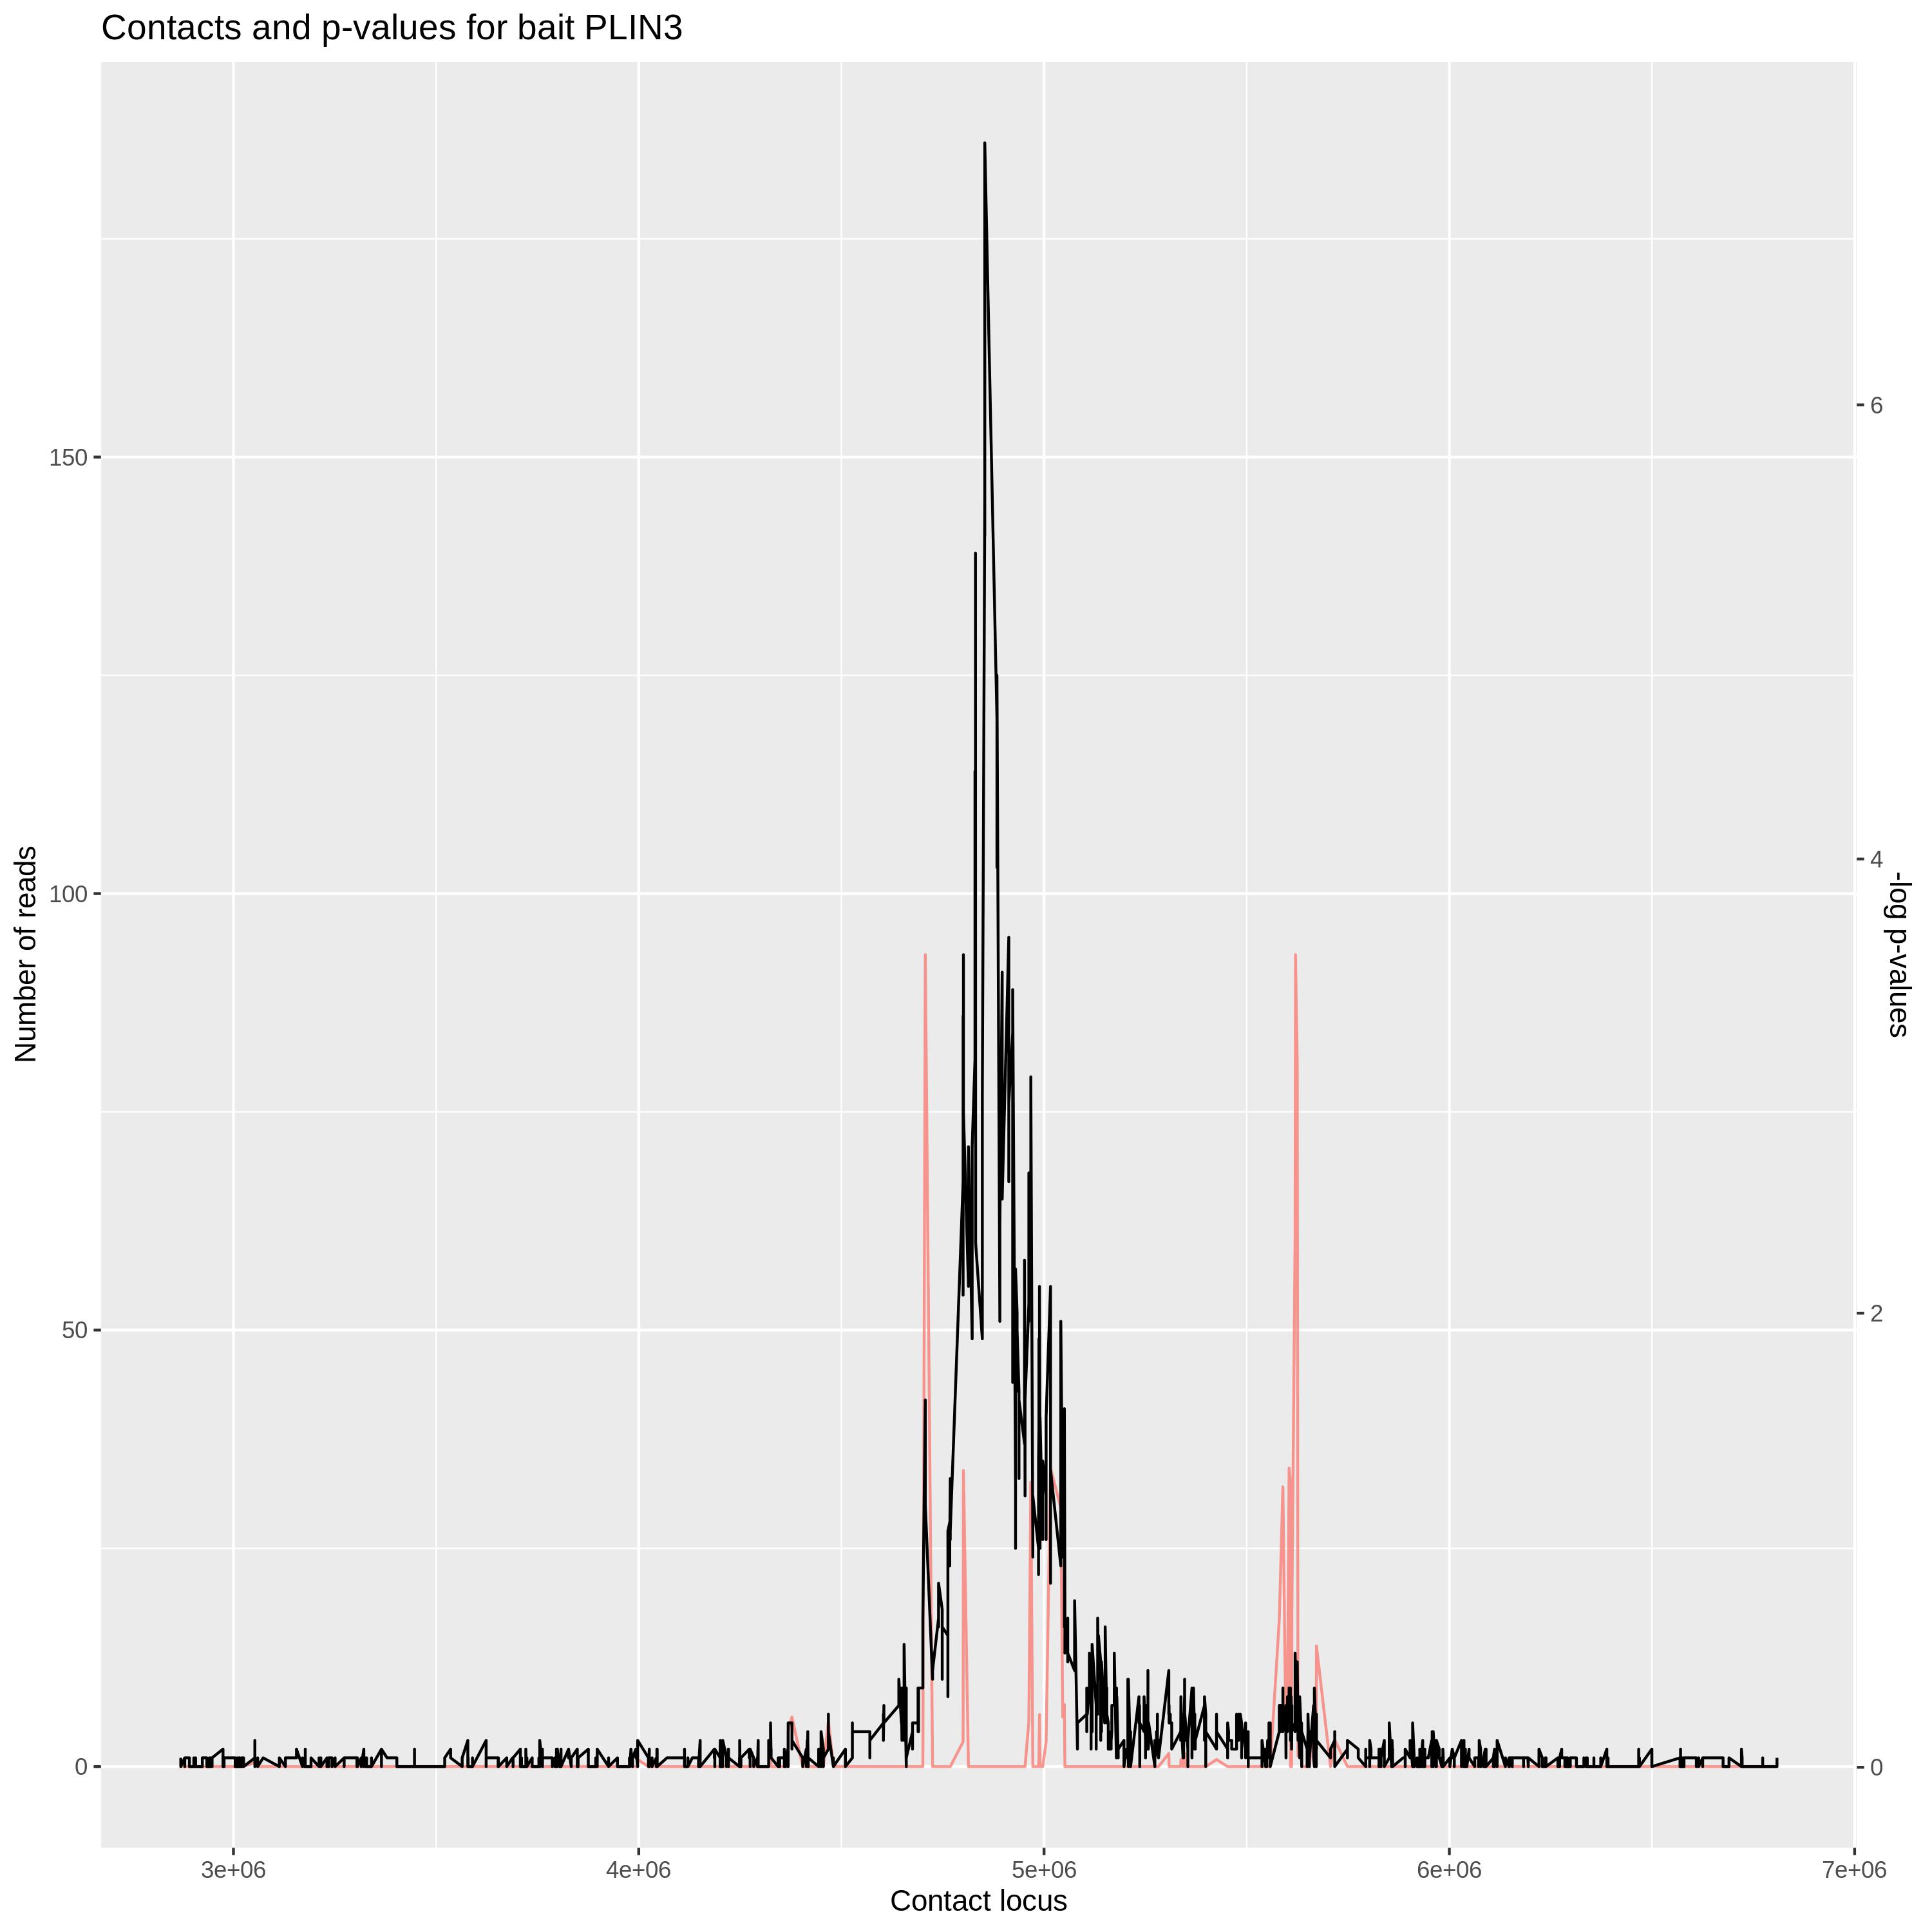 Contacts and p-values for bait PLIN3
Number of reads
150
100
50
0
6
4
2
0
-log p-values
3e+06 4e+06 5e+06 6e+06 7e+06
Contact locus